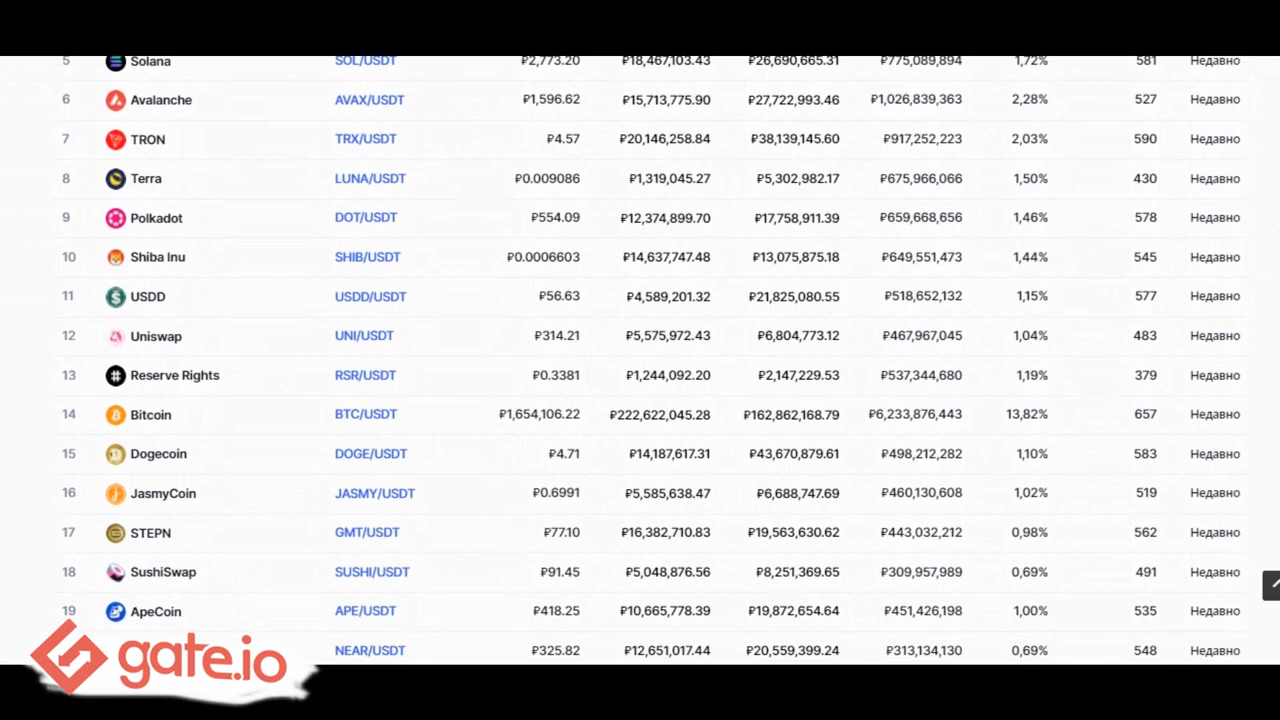 5 Solana SOL/USDT ₽2,773.20 ₽18,467,103.43 ₽26,690,665.31 ₽775,089,894 1,72% 581 Недавно
6 Avalanche AVAX/USDT ₽1,596.62 ₽15,713,775.90 ₽27,722,993.46 ₽1,026,839,363 2,28% 527 Недавно
7 TRON TRX/USDT ₽4.57 ₽20,146,258.84 ₽38,139,145.60 ₽917,252,223 2,03% 590 Недавно
8 Terra LUNA/USDT ₽0.009086 ₽1,319,045.27 ₽5,302,982.17 ₽675,966,066 1,50% 430 Недавно
9 Polkadot DOT/USDT ₽554.09 ₽12,374,899.70 ₽17,758,911.39 ₽659,668,656 1,46% 578 Недавно
10 Shiba Inu SHIB/USDT ₽0.0006603 ₽14,637,747.48 ₽13,075,875.18 ₽649,551,473 1,44% 545 Недавно
11 USDD USDD/USDT ₽56.63 ₽4,589,201.32 ₽21,825,080.55 ₽518,652,132 1,15% 577 Недавно
12 Uniswap UNI/USDT ₽314.21 ₽5,575,972.43 ₽6,804,773.12 ₽467,967,045 1,04% 483 Недавно
13 Reserve Rights RSR/USDT ₽0.3381 ₽1,244,092.20 ₽2,147,229.53 ₽537,344,680 1,19% 379 Недавно
14 Bitcoin BTC/USDT ₽1,654,106.22 ₽222,622,045.28 ₽162,862,168.79 ₽6,233,876,443 13,82% 657 Недавно
15 Dogecoin DOGE/USDT ₽4.71 ₽14,187,617.31 ₽43,670,879.61 ₽498,212,282 1,10% 583 Недавно
16 JasmyCoin JASMY/USDT ₽0.6991 ₽5,585,638.47 ₽6,688,747.69 ₽460,130,608 1,02% 519 Недавно
17 STEPN GMT/USDT ₽77.10 ₽16,382,710.83 ₽19,563,630.62 ₽443,032,212 0,98% 562 Недавно
18 SushiSwap SUSHI/USDT ₽91.45 ₽5,048,876.56 ₽8,251,369.65 ₽309,957,989 0,69% 491 Недавно
19 ApeCoin APE/USDT ₽418.25 ₽10,665,778.39 ₽19,872,654.64 ₽451,426,198 1,00% 535 Недавно
NEAR/USDT ₽325.82 ₽12,651,017.44 ₽20,559,399.24 ₽313,134,130 0,69% 548 Недавно
gate.io